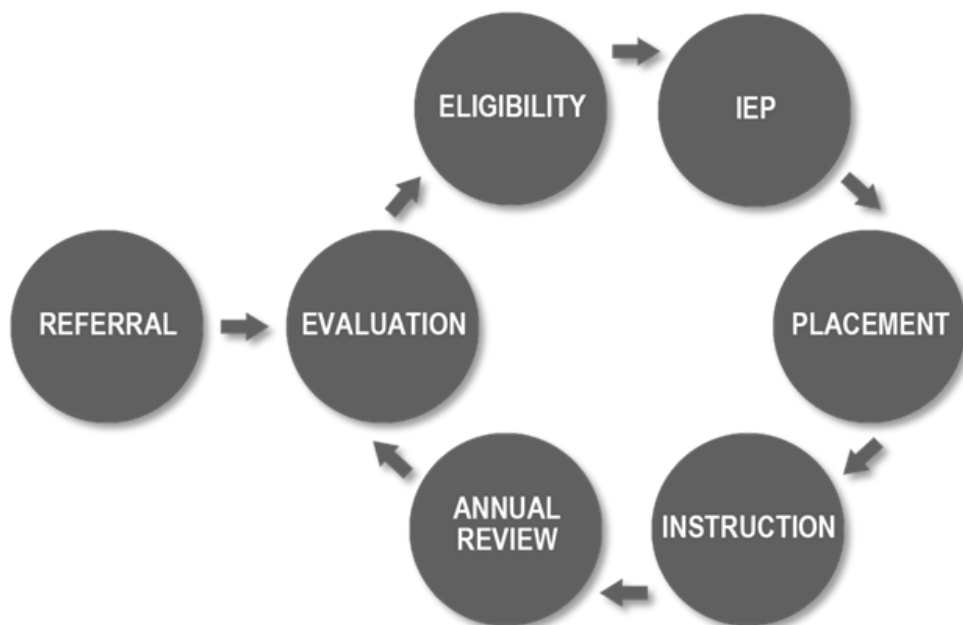 REFERRAL
EVALUATION
ELIGIBILITY
IEP
PLACEMENT
INSTRUCTION
ANNUAL
REVIEW